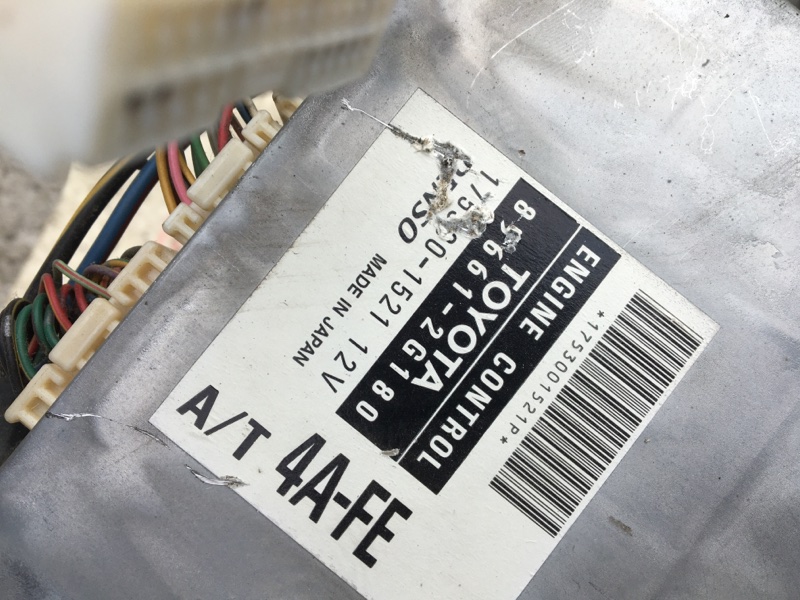 ENGINE CONTROL
TOYOTA
89661-2G180
175300-1521 12V
DENSO
MADE IN JAPAN
A/T 4A-FE
*1753001521P*